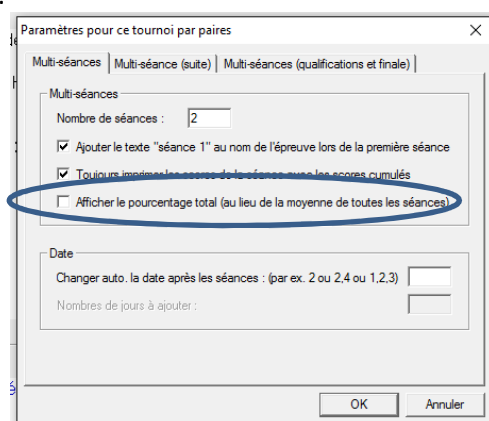 Paramètres pour ce tournoi par paires
Multi-séances Multi-séance (suite) Multi-séances (qualifications et finale)
Multi-séances
Nombre de séances : 2
Ajouter le texte "séance 1" au nom de l'épreuve lors de la première séance
Toujours imprimer les scores de la séance avec les scores cumulés
Afficher le pourcentage total (au lieu de la moyenne de toutes les séances)
Date
Changer auto. la date après les séances : (par ex. 2 ou 2,4 ou 1,2,3)
Nombres de jours à ajouter :
OK Annuler